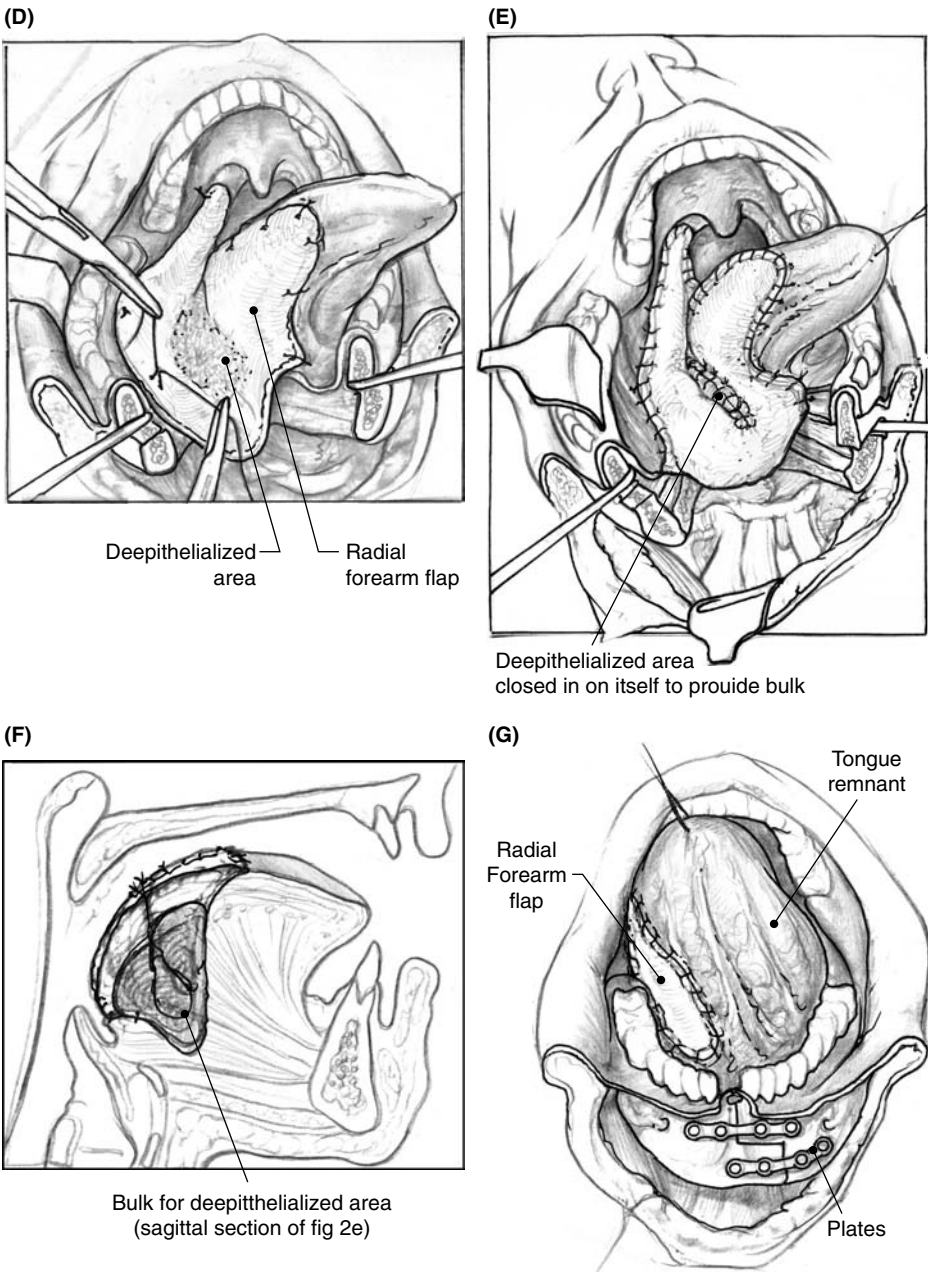 (D)
Deepithelialized
area
Radial
forearm flap
(E)
Deepithelialized area
closed in on itself to prouide bulk
(F)
Bulk for deepitthelialized area
(sagittal section of fig 2e)
(G)
Tongue
remnant
Radial
Forearm
flap
Plates